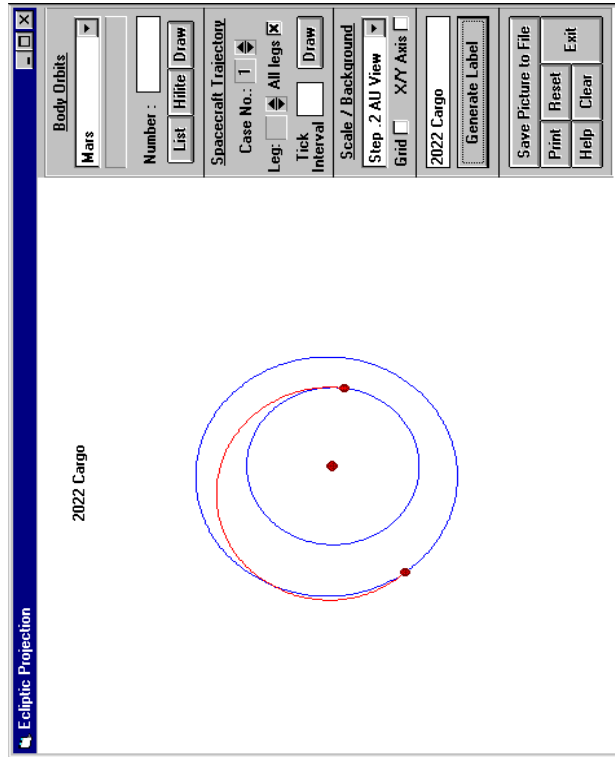 Ecliptic Projection
2022 Cargo
Body Orbits
Mars
Number :
List Hilite Draw
Spacecraft Trajectory
Case No.: 1
Leg: All legs
Tick
Interval Draw
Scale / Background
Step .2 AU View
Grid X/Y Axis
2022 Cargo
Generate Label
Save Picture to File
Print Reset Exit
Help Clear